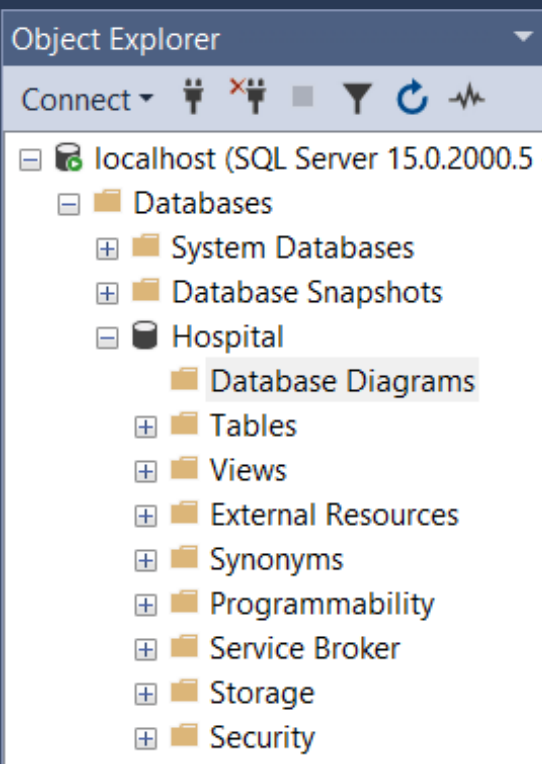 Object Explorer
Connect
localhost (SQL Server 15.0.2000.5
Databases
System Databases
Database Snapshots
Hospital
Database Diagrams
Tables
Views
External Resources
Synonyms
Programmability
Service Broker
Storage
Security